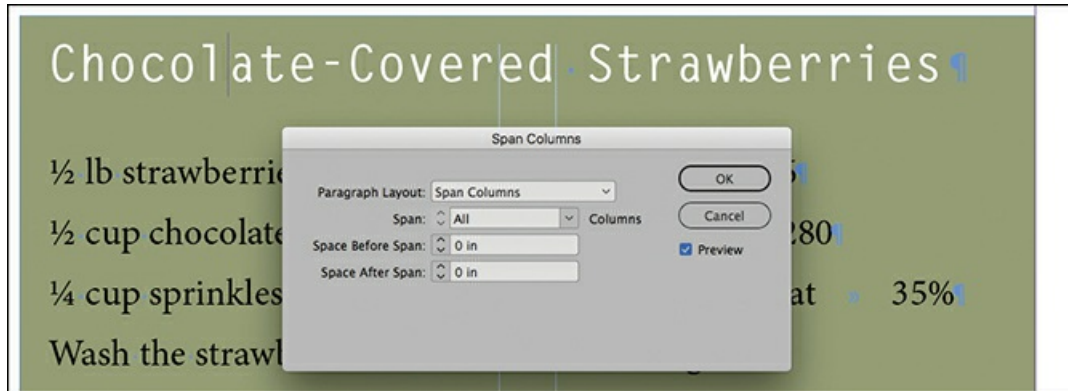 Chocolate-Covered Strawberries¶
Span Columns
½ lb strawberrie
Paragraph Layout: Span Columns
OK
Span: All Columns
Cancel
½ cup chocolate
280¶
Space Before Span: 0 in
Preview
Space After Span: 0 in
¼ cup sprinkles
at » 35%¶
Wash the